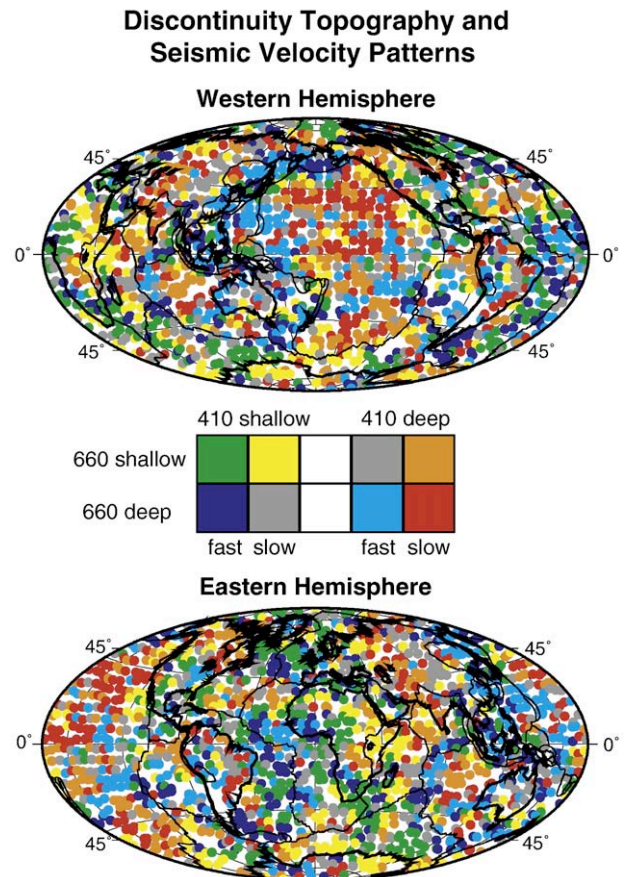 Discontinuity Topography and
Seismic Velocity Patterns
Western Hemisphere
45˚ 45˚
0˚ 0˚
45˚ 45˚
410 shallow 410 deep
660 shallow
660 deep
fast slow fast slow
Eastern Hemisphere
45˚ 45˚
0˚ 0˚
45˚ 45˚